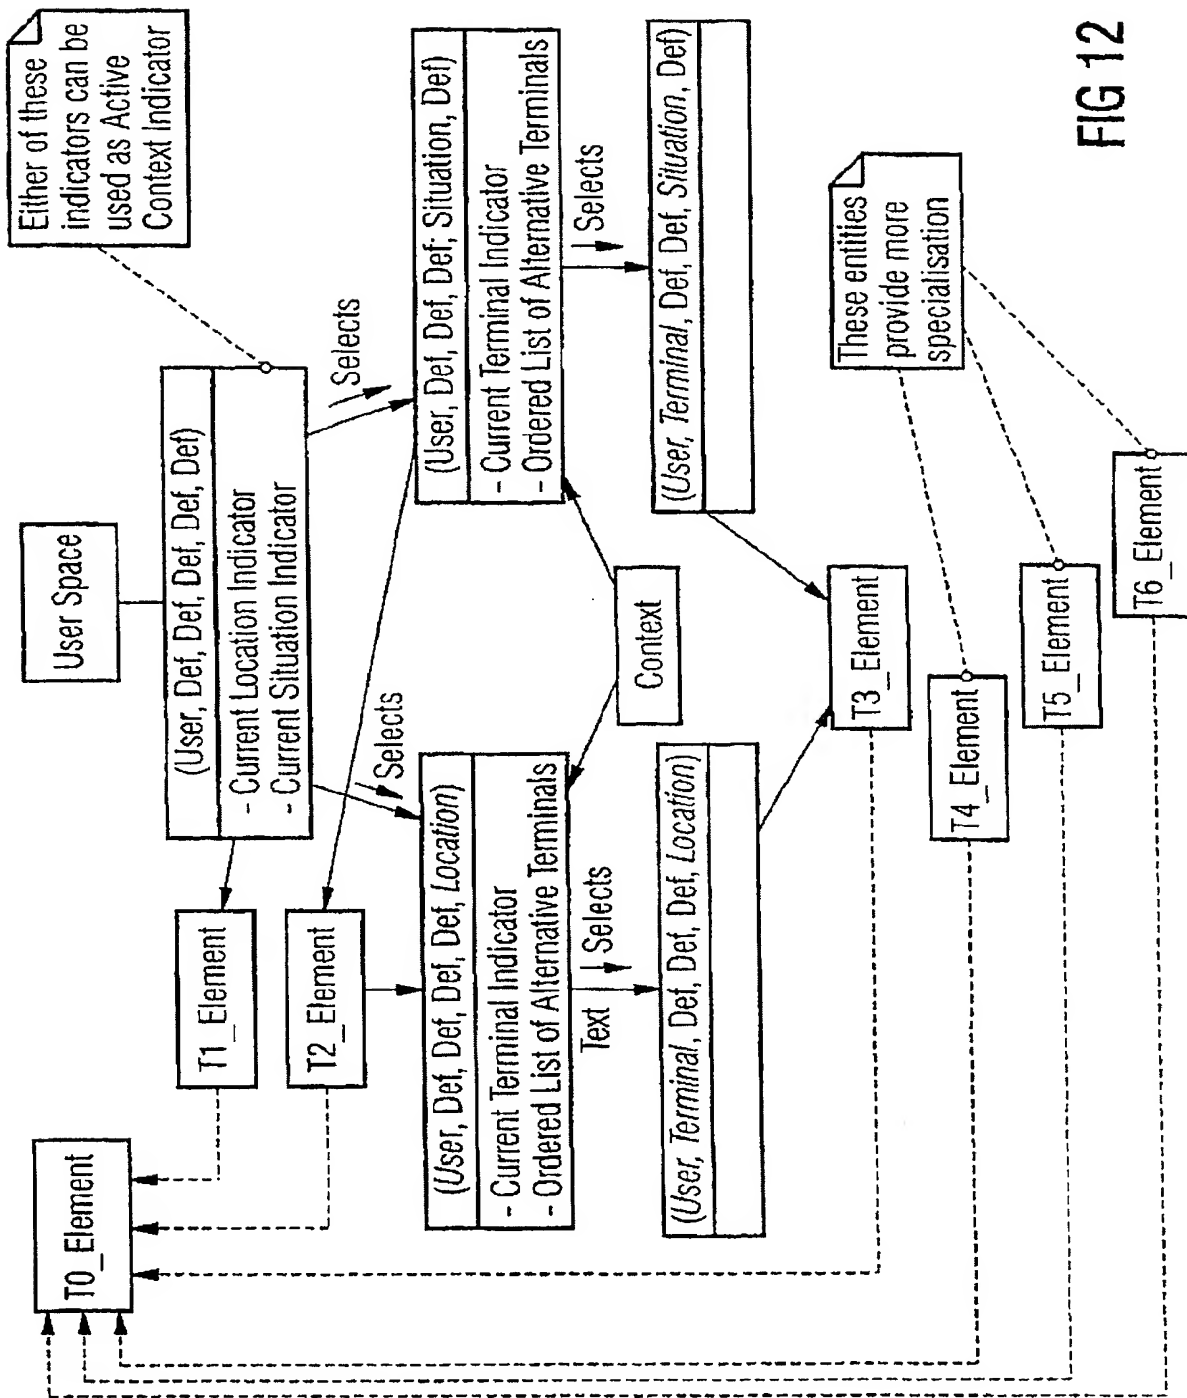 Either of these
indicators can be
used as Active
Context Indicator
User Space
(User, Def, Def, Def, Def, Def)
- Current Location Indicator
- Current Situation Indicator
T0_Element
T1_Element
T2_Element
Selects
Selects
(User, Def, Def, Def, Location)
- Current Terminal Indicator
- Ordered List of Alternative Terminals
(User, Def, Def, Def, Situation, Def)
- Current Terminal Indicator
- Ordered List of Alternative Terminals
Text
Selects
Selects
Context
(User, Terminal, Def, Def, Def, Location)
(User, Terminal, Def, Def, Situation, Def)
T3_Element
These entities
provide more
specialisation
T4_Element
T5_Element
T6_Element
FIG 12